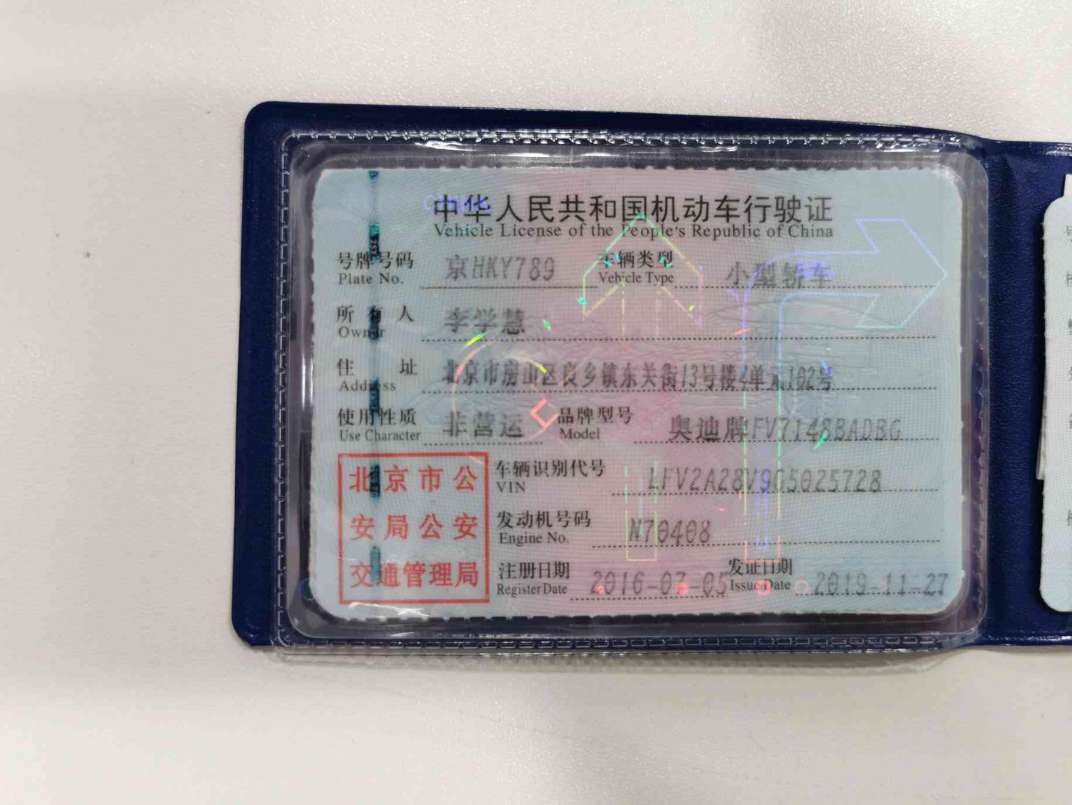 中华人民共和国机动车行驶证
Vehicle License of the People's Republic of China
号牌号码 京HKY789 车辆类型 小型轿车
Plate No. Vehicle Type
所有人 李学慧
Owner
住址 北京市房山区良乡镇东关街13号楼2单元102号
Address
使用性质 非营运 品牌型号 奥迪牌FV7148BADBG
Use Character Model
北京市公
安局公安
交通管理局
车辆识别代号 LFV2A28V9G5025728
VIN
发动机号码 N70408
Engine No.
注册日期 2016-07-05 发证日期 2019-11-27
Register Date Issue Date